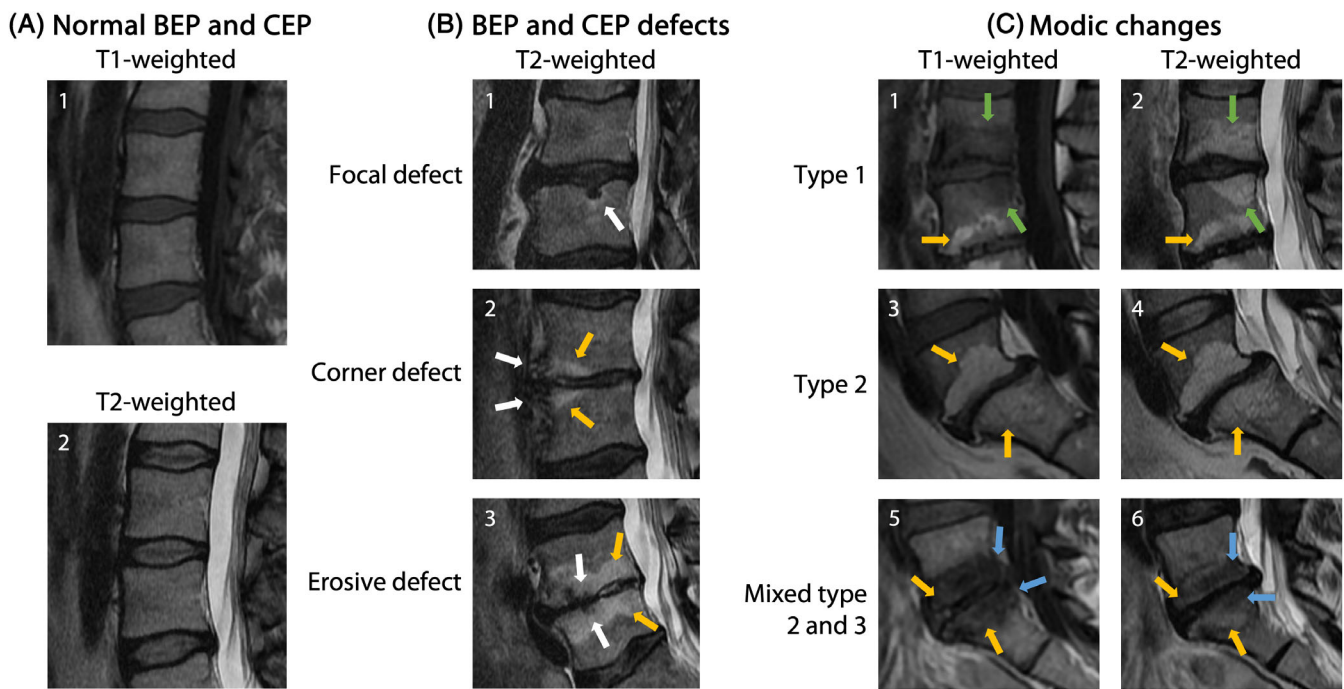 (A) Normal BEP and CEP
T1-weighted
1
T2-weighted
2
(B) BEP and CEP defects
T2-weighted
Focal defect
1
Corner defect
2
Erosive defect
3
(C) Modic changes
T1-weighted
T2-weighted
Type 1
1
2
Type 2
3
4
Mixed type
2 and 3
5
6